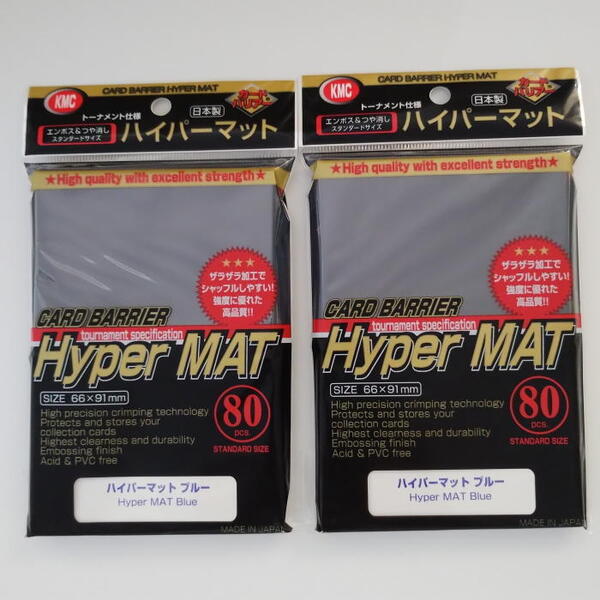 KMC
CARD BARRIER HYPER MAT
カードバリアー
トーナメント仕様
日本製
エンボス&つや消し
スタンダードサイズ
ハイパーマット
★High quality with excellent strength★
★★★
ザラザラ加工で
シャッフルしやすい!
強度に優れた
高品質!!
CARD BARRIER
tournament specification
Hyper MAT
SIZE 66×91mm
High precision crimping technology
Protects and stores your
collection cards
Highest clearness and durability
Embossing finish
Acid & PVC free
80
pcs.
STANDARD SIZE
ハイパーマット ブルー
Hyper MAT Blue
MADE IN JAPAN
KMC
CARD BARRIER HYPER MAT
カード
バリアー
トーナメント仕様
日本製
エンボス&つや消し
スタンダードサイズ
ハイパーマット
★High quality with excellent strength★
★★★
ザラザラ加工で
シャッフルしやすい!
強度に優れた
高品質!!
CARD BARRIER
tournament specification
Hyper MAT
SIZE 66×91mm
High precision crimping technology
Protects and stores your
collection cards
Highest clearness and durability
Embossing finish
Acid & PVC free
80
pcs.
STANDARD SIZE
ハイパーマット ブルー
Hyper MAT Blue
MADE IN JAPAN